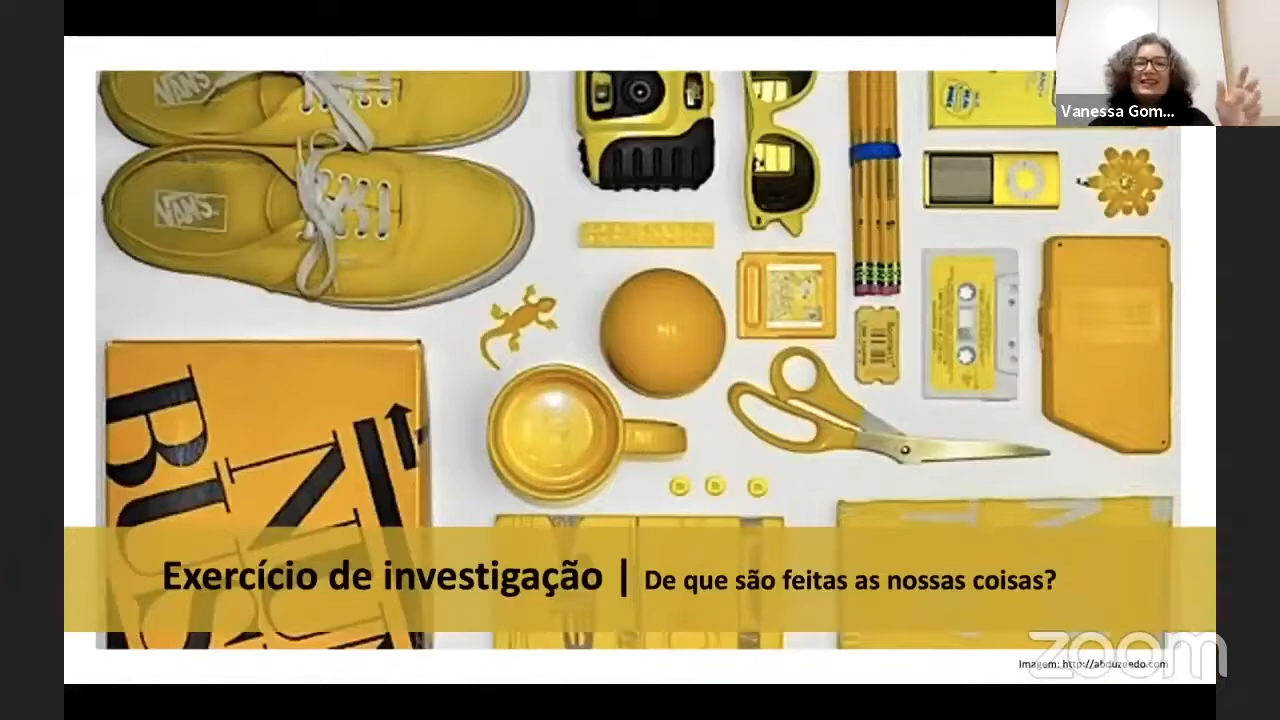 VANS
VANS
Vanessa Gom...
BUS
Exercício de investigação | De que são feitas as nossas coisas?
zoom
Imagem: http://abduzeedo.com